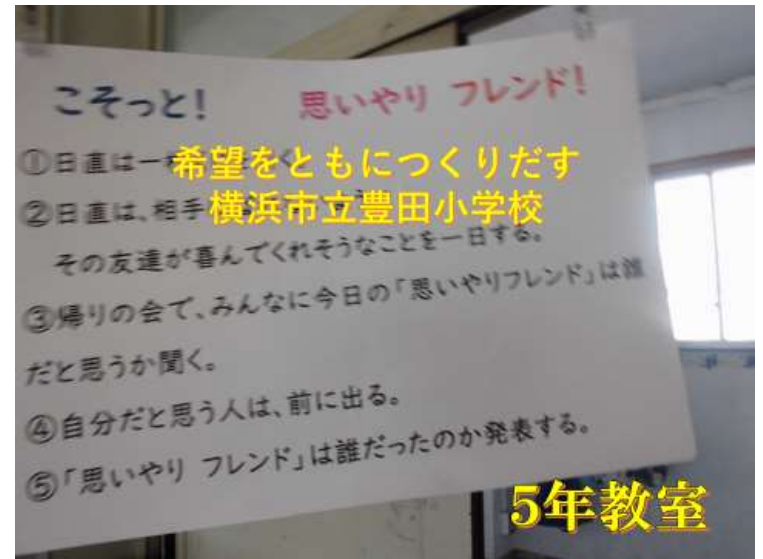 こそっと! 思いやり フレンド!
①日直は一
希望をともにつくりだす
②日直は、相手
横浜市立豊田小学校
その友達が喜んでくれそうなことを一日する。
③帰りの会で、みんなに今日の「思いやりフレンド」は誰
だと思うか聞く。
④自分だと思う人は、前に出る。
⑤「思いやり フレンド」は誰だったのか発表する。
5年教室